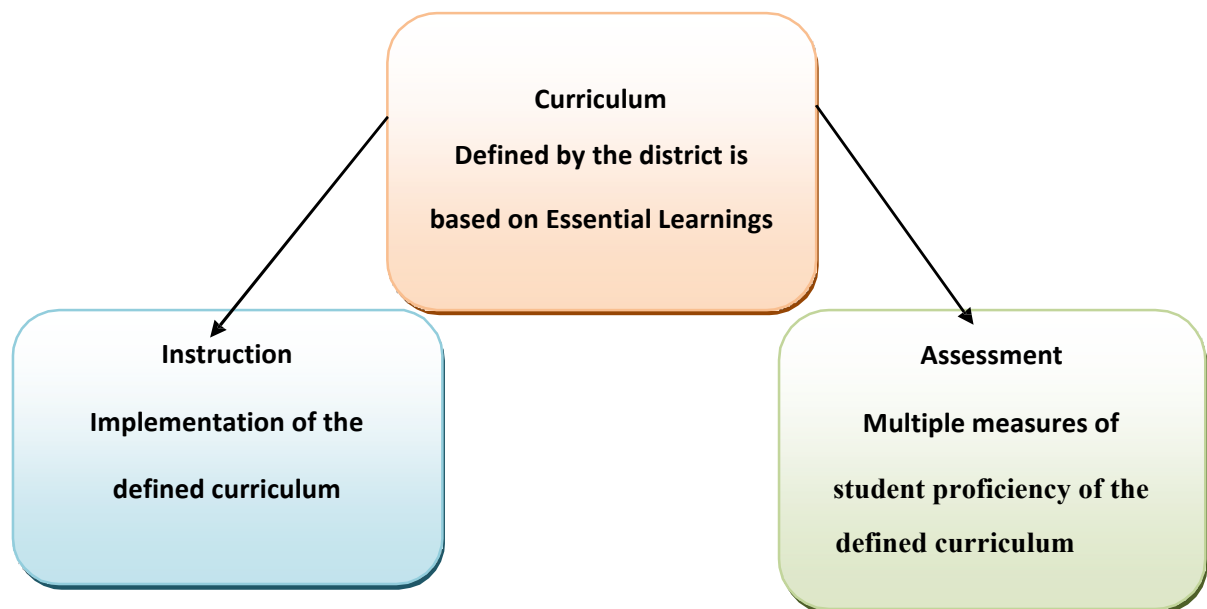 Curriculum
Defined by the district is
based on Essential Learnings
Instruction
Implementation of the
defined curriculum
Assessment
Multiple measures of
student proficiency of the
defined curriculum